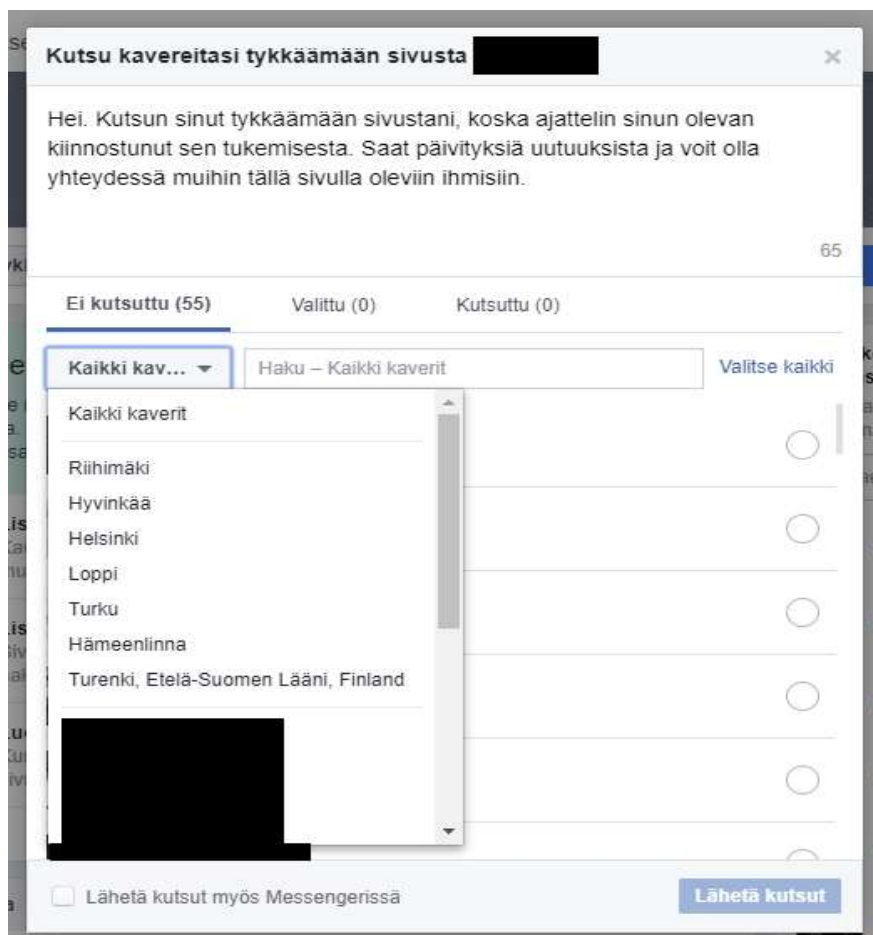 Kutsu kavereitasi tykkäämään sivusta
Hei. Kutsun sinut tykkäämään sivustani, koska ajattelin sinun olevan
kiinnostunut sen tukemisesta. Saat päivityksiä uutuuksista ja voit olla
yhteydessä muihin tällä sivulla oleviin ihmisiin.
65
Ei kutsuttu (55) Valittu (0) Kutsuttu (0)
Kaikki kav... Haku – Kaikki kaverit Valitse kaikki
Kaikki kaverit
Riihimäki
Hyvinkää
Helsinki
Loppi
Turku
Hämeenlinna
Turenki, Etelä-Suomen Lääni, Finland
Lähetä kutsut myös Messengerissä Lähetä kutsut